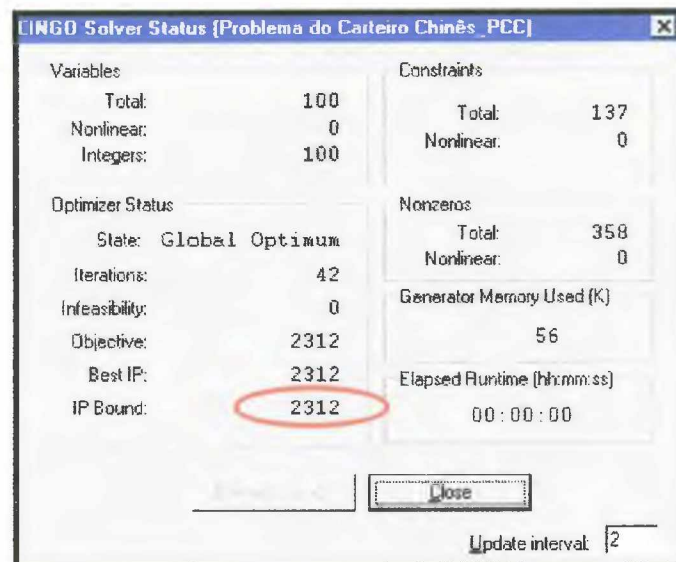 LINGO Solver Status [Problema do Carteiro Chinês_PCC]
Variables
Total: 100
Nonlinear: 0
Integers: 100
Constraints
Total: 137
Nonlinear: 0
Optimizer Status
State: Global Optimum
Iterations: 42
Infeasibility: 0
Objective: 2312
Best IP: 2312
IP Bound: 2312
Nonzeros
Total: 358
Nonlinear: 0
Generator Memory Used (K)
56
Elapsed Runtime (hh:mm:ss)
00:00:00
Close
Update interval: 2